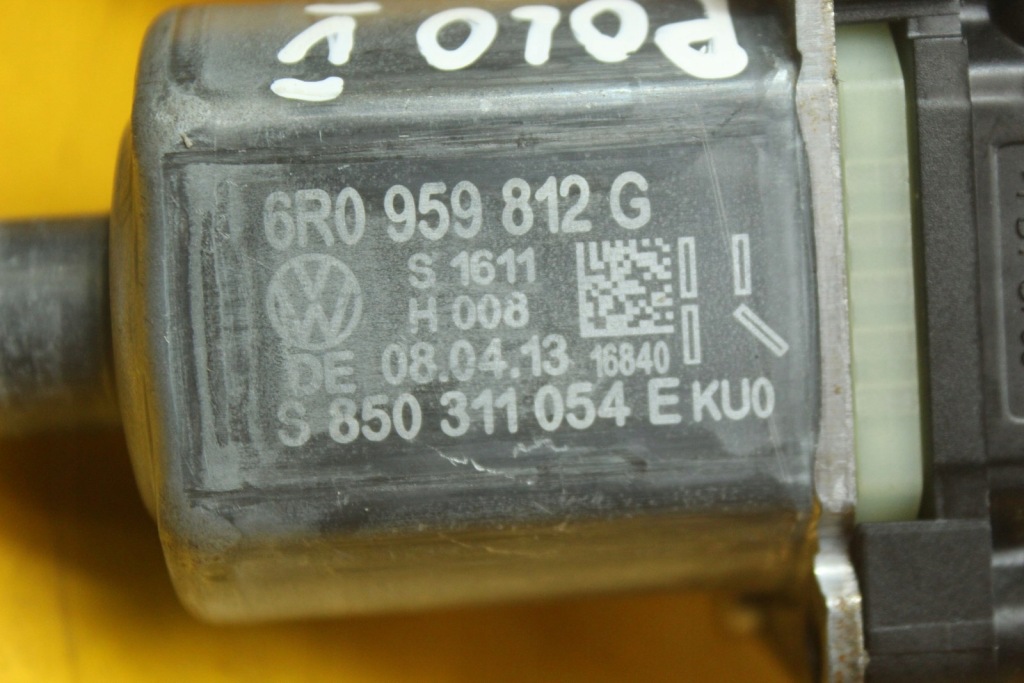 POLO V
6R0 959 812 G
S 1611
H 008
DE 08.04.13 16840
S 850 311 054 E KU0